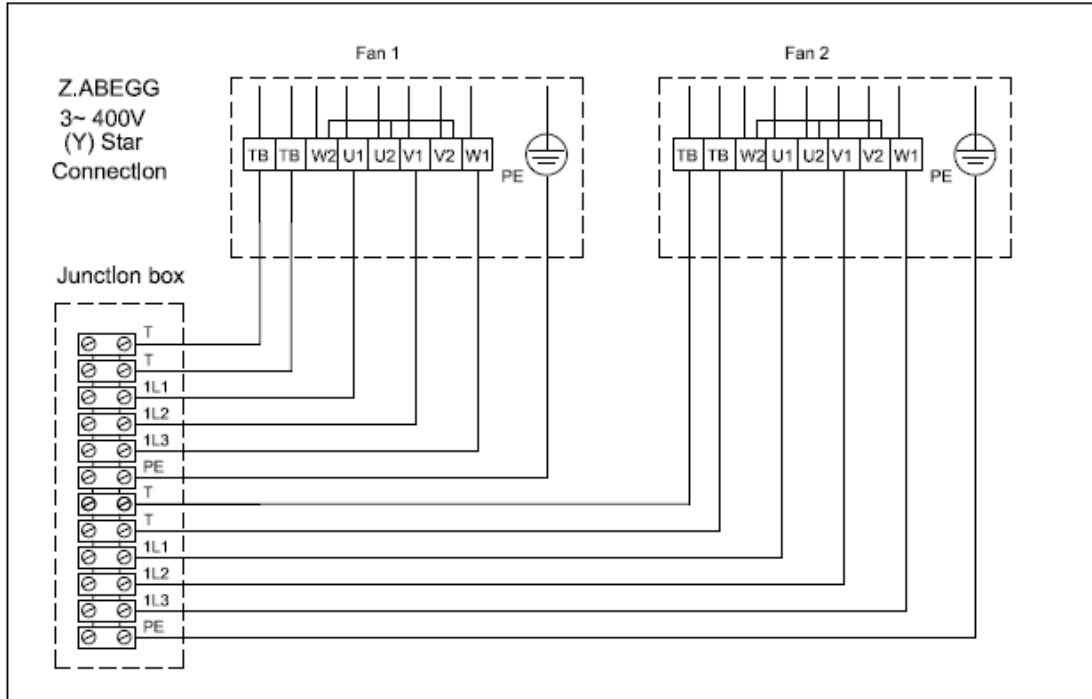 Fan 1
Fan 2
Z.ABEGG
3~ 400V
(Y) Star
Connection
TB TB W2 U1 U2 V1 V2 W1
PE
TB TB W2 U1 U2 V1 V2 W1
PE
Junction box
T
T
1L1
1L2
1L3
PE
T
T
1L1
1L2
1L3
PE